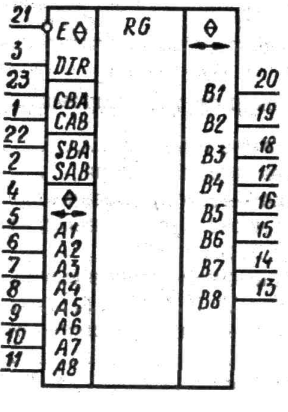 21 E RG
3 DIR
23 CBA
1 CAB
22 SBA
2 SAB
4 A1
5 A2
6 A3
7 A4
8 A5
9 A6
10 A7
11 A8
B1 20
B2 19
B3 18
B4 17
B5 16
B6 15
B7 14
B8 13